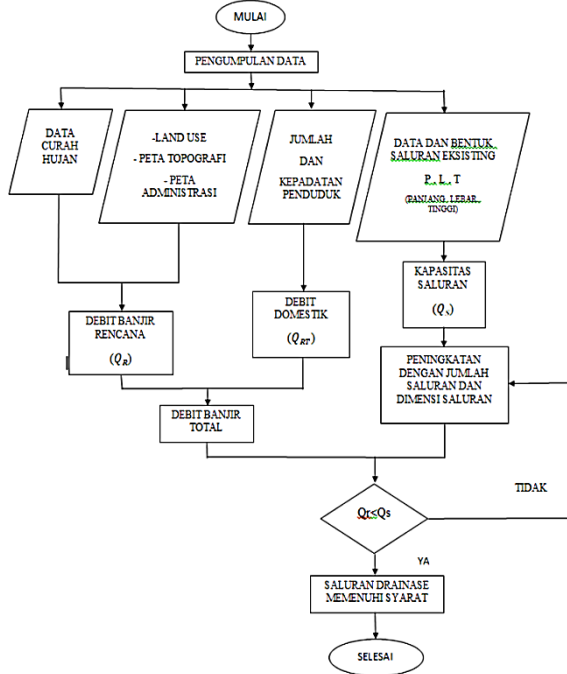 MULAI
PENGUMPULAN DATA
DATA
CURAH
HUJAN
-LAND USE
- PETA TOPOGRAFI
- PETA
ADMINISTRASI
JUMLAH
DAN
KEPADATAN
PENDUDUK
DATA DAN BENTUK
SALURAN EKSISTING
P . L . T
(PANJANG, LEBAR,
TINGGI)
KAPASITAS
SALURAN
(Qs)
DEBIT BANJIR
RENCANA
(QR)
DEBIT
DOMESTIK
(QRT)
PENINGKATAN
DENGAN JUMLAH
SALURAN DAN
DIMENSI SALURAN
DEBIT BANJIR
TOTAL
TIDAK
Qr<Qs
YA
SALURAN DRAINASE
MEMENUHI SYARAT
SELESAI